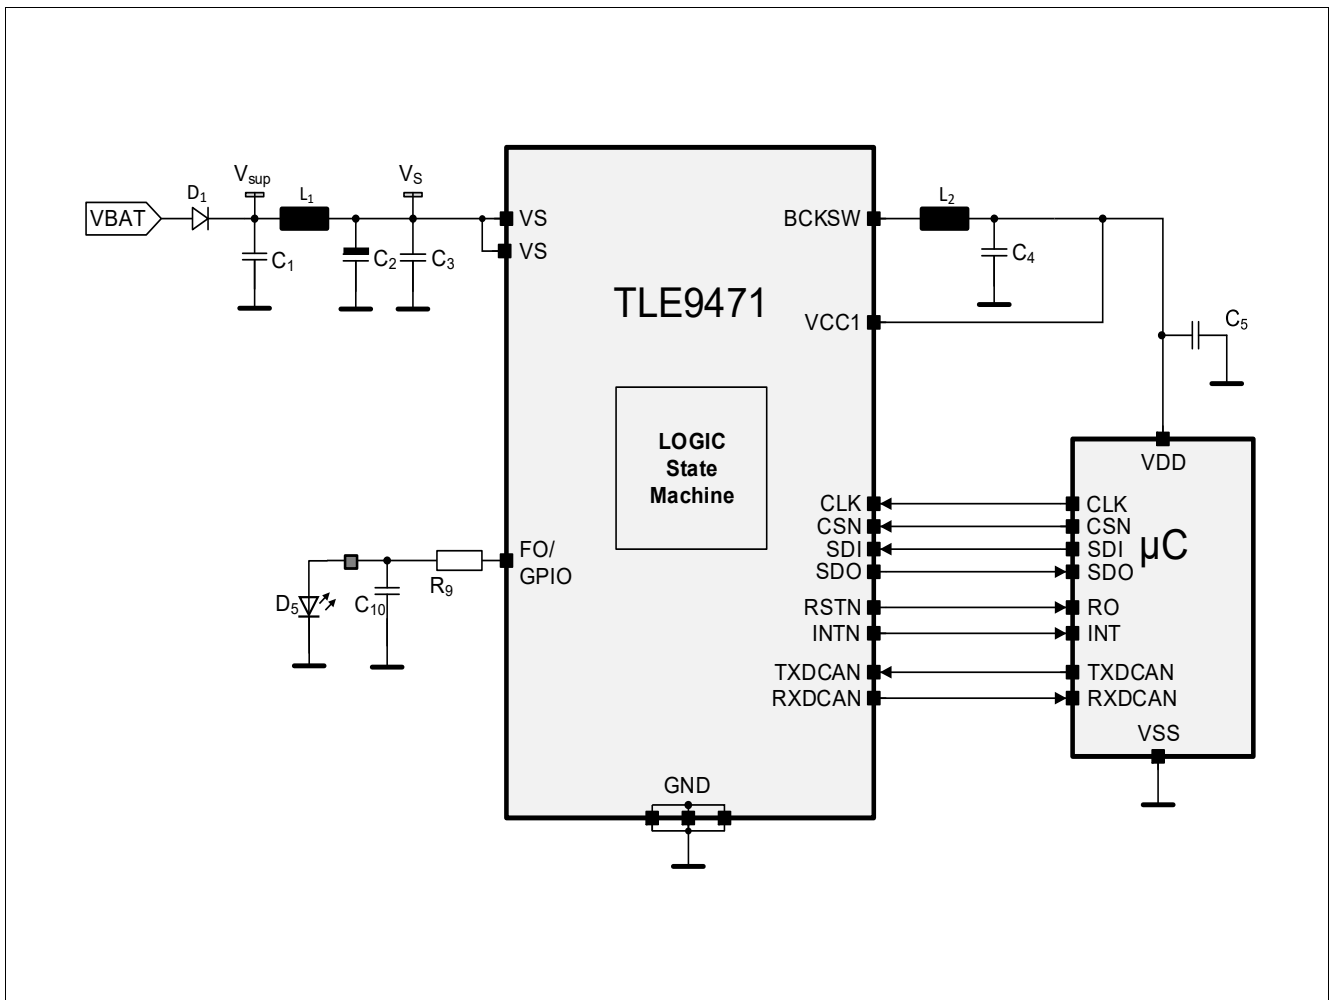 Vsup
VS
D1
L1
VBAT
C1
C2
C3
VS
VS
BCKSW
L2
C4
TLE9471
VCC1
C5
LOGIC
State
Machine
VDD
CLK
CSN
SDI
SDO
CLK
CSN
SDI
SDO
µC
FO/
GPIO
R9
D5
C10
RSTN
INTN
RO
INT
TXDCAN
RXDCAN
TXDCAN
RXDCAN
VSS
GND